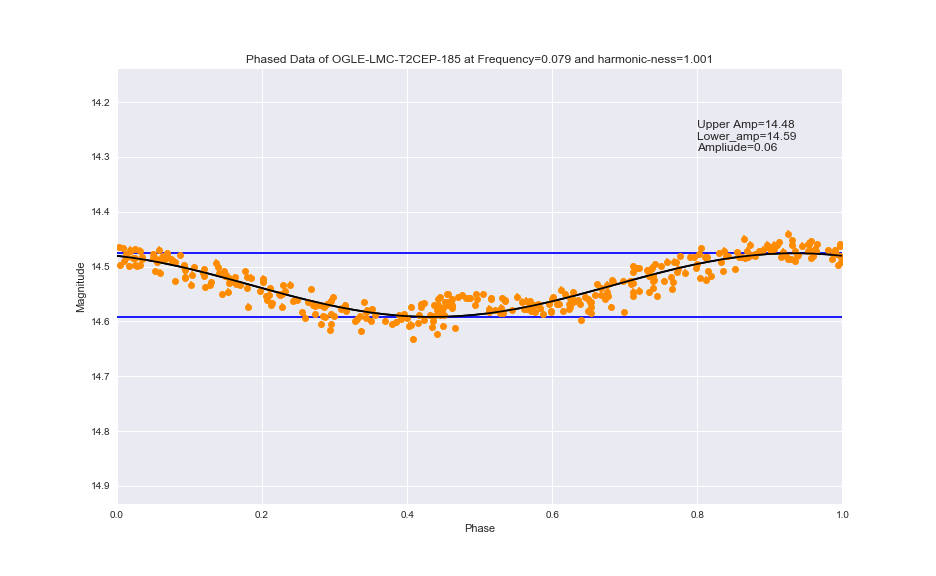 Phased Data of OGLE-LMC-T2CEP-185 at Frequency=0.079 and harmonic-ness=1.001
14.2
14.3
14.4
14.5
14.6
14.7
14.8
14.9
Magnitude
Upper Amp=14.48
Lower_amp=14.59
Ampliude=0.06
0.0
0.2
0.4
0.6
0.8
1.0
Phase